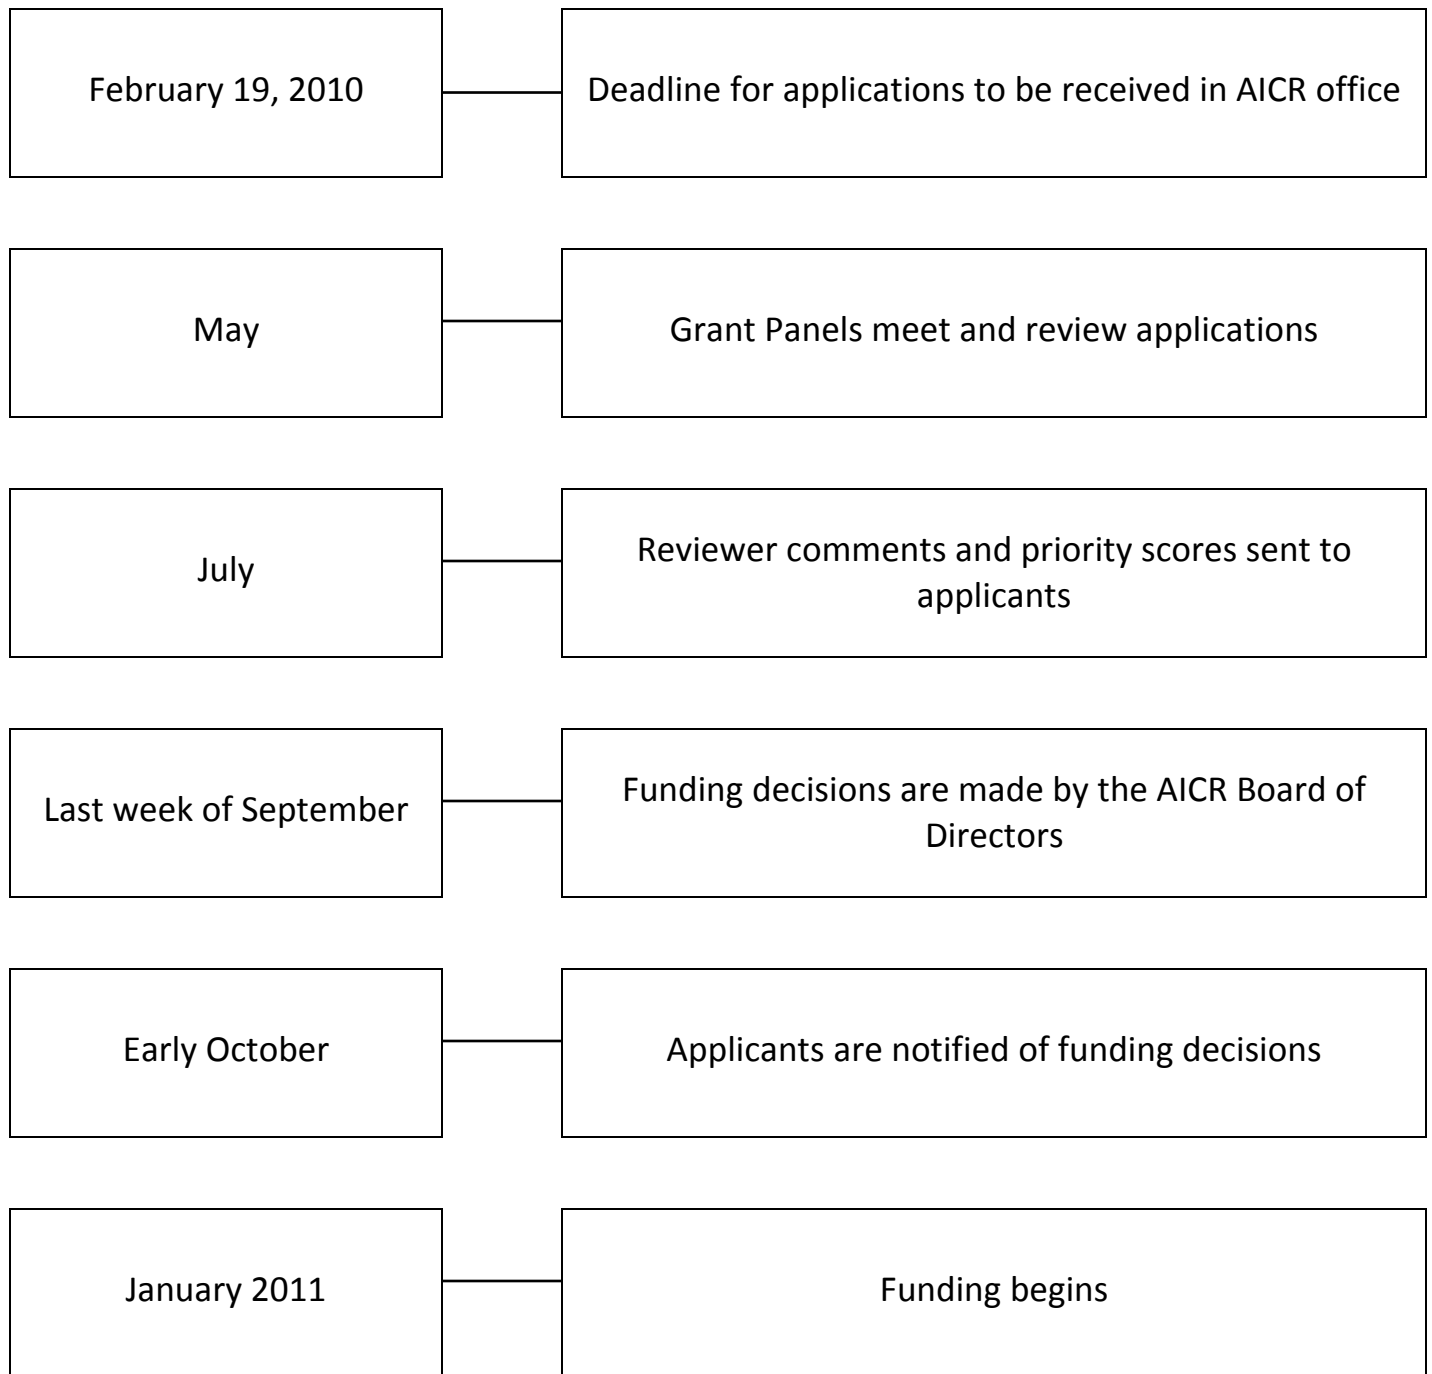 February 19, 2010
Deadline for applications to be received in AICR office
May
Grant Panels meet and review applications
July
Reviewer comments and priority scores sent to
applicants
Last week of September
Funding decisions are made by the AICR Board of
Directors
Early October
Applicants are notified of funding decisions
January 2011
Funding begins